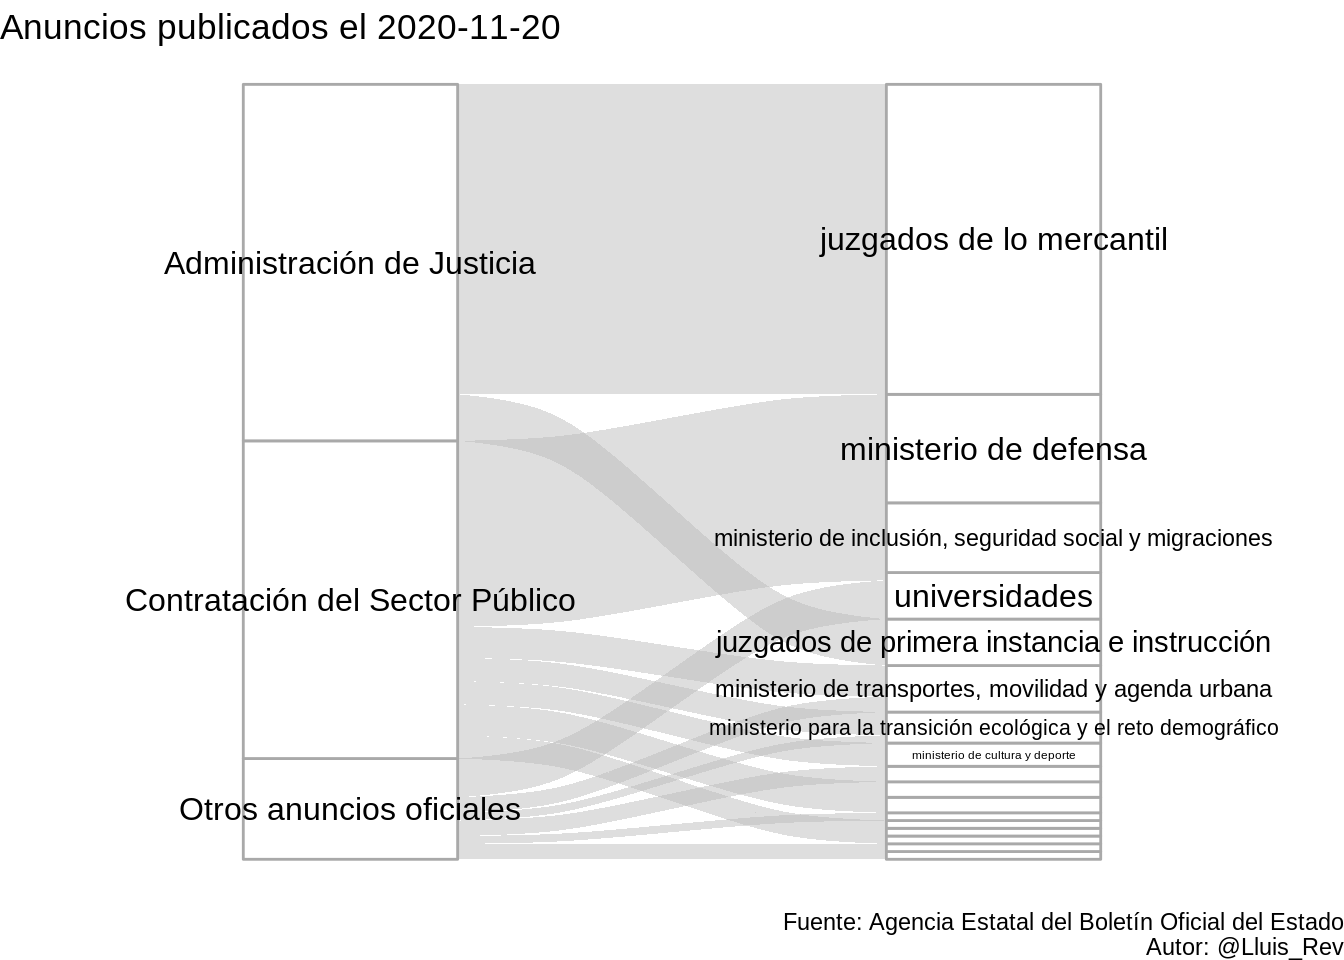 Anuncios publicados el 2020-11-20
Administración de Justicia
Contratación del Sector Público
Otros anuncios oficiales
juzgados de lo mercantil
ministerio de defensa
ministerio de inclusión, seguridad social y migraciones
universidades
juzgados de primera instancia e instrucción
ministerio de transportes, movilidad y agenda urbana
ministerio para la transición ecológica y el reto demográfico
ministerio de cultura y deporte
Fuente: Agencia Estatal del Boletín Oficial del Estado
Autor: @Lluis_Rev